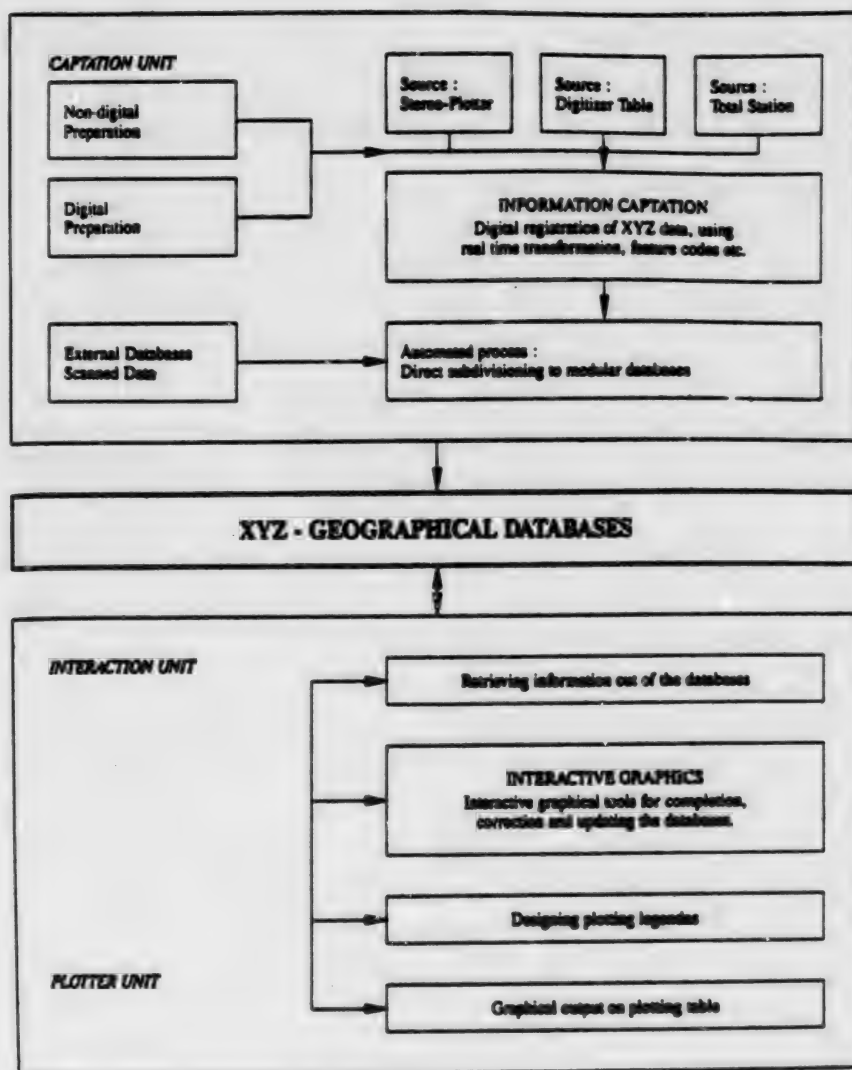 CAPTATION UNIT
Non-digital
Preparation
Digital
Preparation
Source :
Stereo-Plotter
Source :
Digitizer Table
Source :
Total Station
INFORMATION CAPTATION
Digital registration of XYZ data, using
real time transformation, feature codes etc.
External Databases
Scanned Data
Automated process :
Direct subdivisioning to modular databases
XYZ - GEOGRAPHICAL DATABASES
INTERACTION UNIT
Retrieving information out of the databases
INTERACTIVE GRAPHICS
Interactive graphical tools for completion,
correction and updating the databases.
Designing plotting legendas
PLOTTER UNIT
Graphical output on plotting table